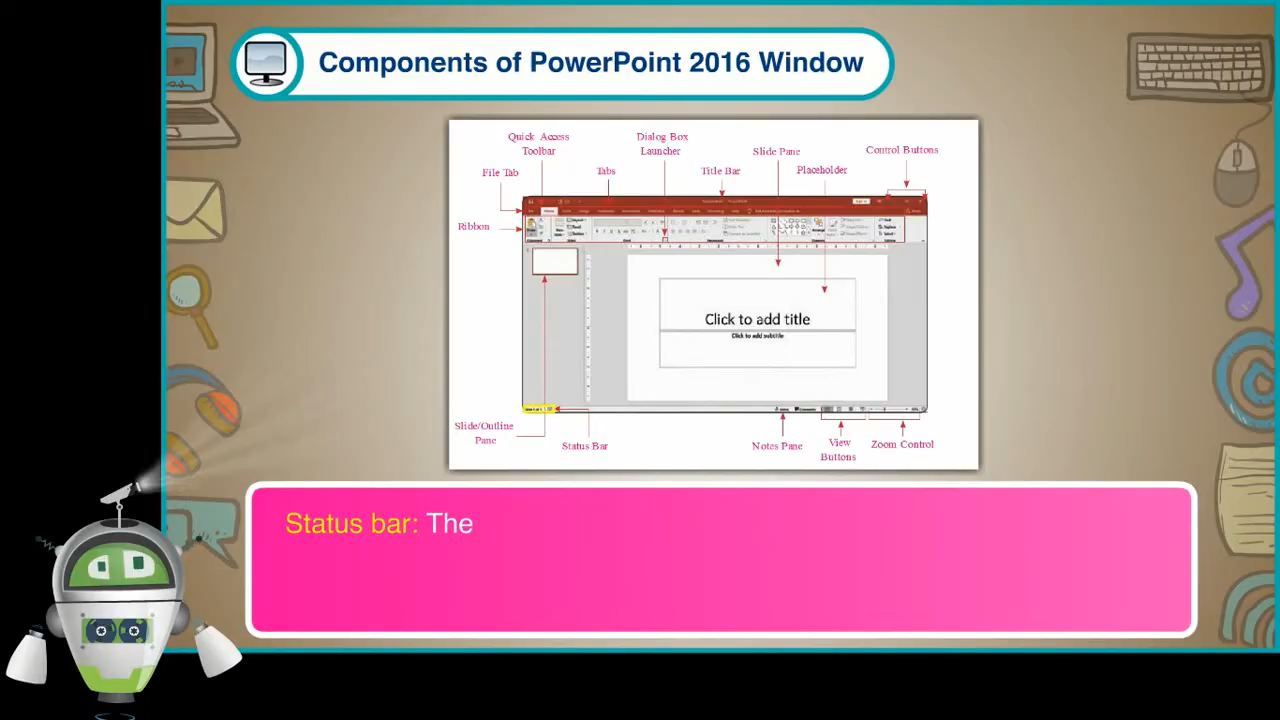 Components of PowerPoint 2016 Window
Quick Access
Toolbar
Dialog Box
Launcher
Slide Pane
Control Buttons
File Tab
Tabs
Title Bar
Placeholder
Ribbon
Click to add title
Click to add subtitle
Slide/Outline
Pane
Status Bar
Notes Pane
View
Buttons
Zoom Control
Status bar: The